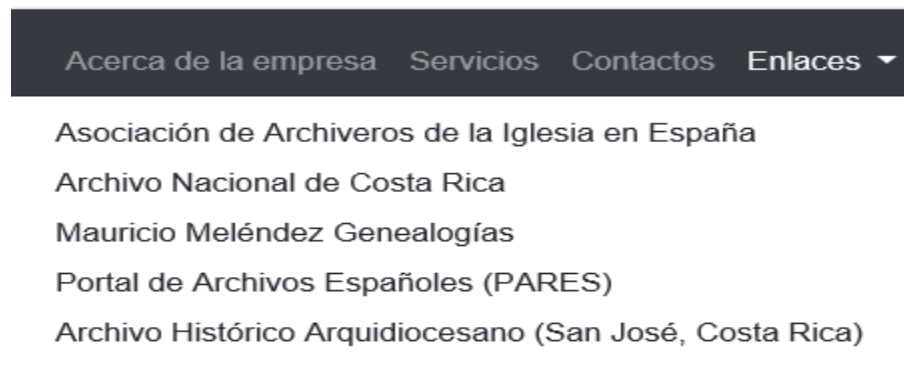 Acerca de la empresa Servicios Contactos Enlaces
Asociación de Archiveros de la Iglesia en España
Archivo Nacional de Costa Rica
Mauricio Meléndez Genealogías
Portal de Archivos Españoles (PARES)
Archivo Histórico Arquidiocesano (San José, Costa Rica)